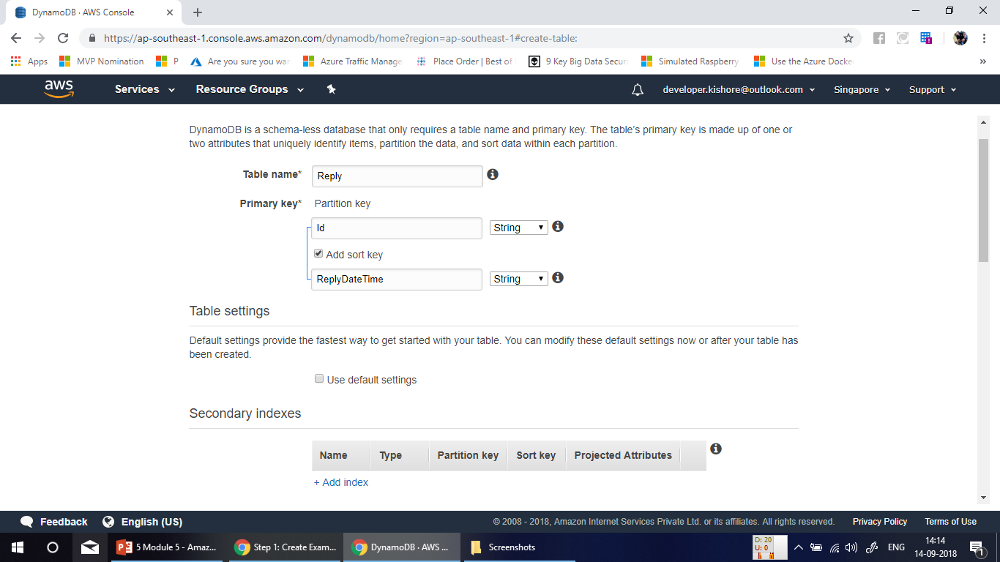 DynamoDB · AWS Console
https://ap-southeast-1.console.aws.amazon.com/dynamodb/home?region=ap-southeast-1#create-table:
Apps MVP Nomination P Are you sure you wan Azure Traffic Manage Place Order | Best of 9 Key Big Data Securi Simulated Raspberry Use the Azure Docke »
aws Services Resource Groups developer.kishore@outlook.com Singapore Support
DynamoDB is a schema-less database that only requires a table name and primary key. The table's primary key is made up of one or
two attributes that uniquely identify items, partition the data, and sort data within each partition.
Table name* Reply
Primary key* Partition key
Id String
Add sort key
ReplyDateTime String
Table settings
Default settings provide the fastest way to get started with your table. You can modify these default settings now or after your table has
been created.
Use default settings
Secondary indexes
Name Type Partition key Sort key Projected Attributes
+ Add index
Feedback English (US) © 2008 - 2018, Amazon Internet Services Private Ltd. or its affiliates. All rights reserved. Privacy Policy Terms of Use
5 Module 5 - Amaz... Step 1: Create Exam... DynamoDB · AWS ... Screenshots D: 20 ENG 14:14
U: 0 14-09-2018 1